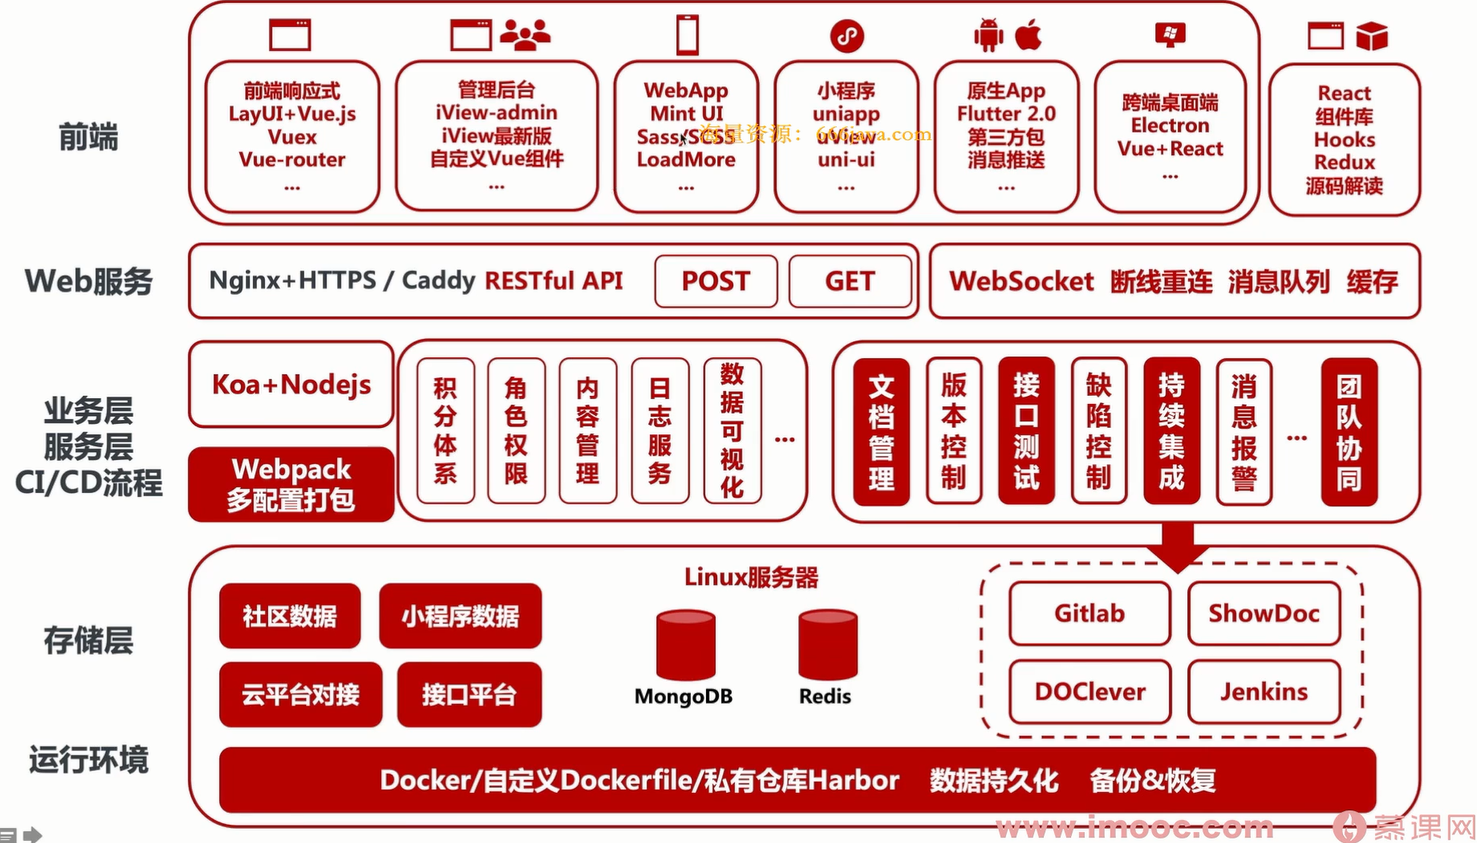 前端
前端响应式
LayUI+Vue.js
Vuex
Vue-router
...
管理后台
iView-admin
iView最新版
自定义Vue组件
...
WebApp
Mint UI
Sass/SCSS
LoadMore
...
小程序
uniapp
uView
uni-ui
...
原生App
Flutter 2.0
第三方包
消息推送
...
跨端桌面端
Electron
Vue+React
...
React
组件库
Hooks
Redux
源码解读
海量资源：666java.com
Web服务
Nginx+HTTPS / Caddy RESTful API
POST
GET
WebSocket 断线重连 消息队列 缓存
业务层
服务层
CI/CD流程
Koa+Nodejs
Webpack
多配置打包
积分体系
角色权限
内容管理
日志服务
数据可视化
...
文档管理
版本控制
接口测试
缺陷控制
持续集成
消息报警
...
团队协同
存储层
社区数据
小程序数据
云平台对接
接口平台
Linux服务器
MongoDB
Redis
Gitlab
ShowDoc
DOClever
Jenkins
运行环境
Docker/自定义Dockerfile/私有仓库Harbor 数据持久化 备份&恢复
www.imooc.com
慕课网